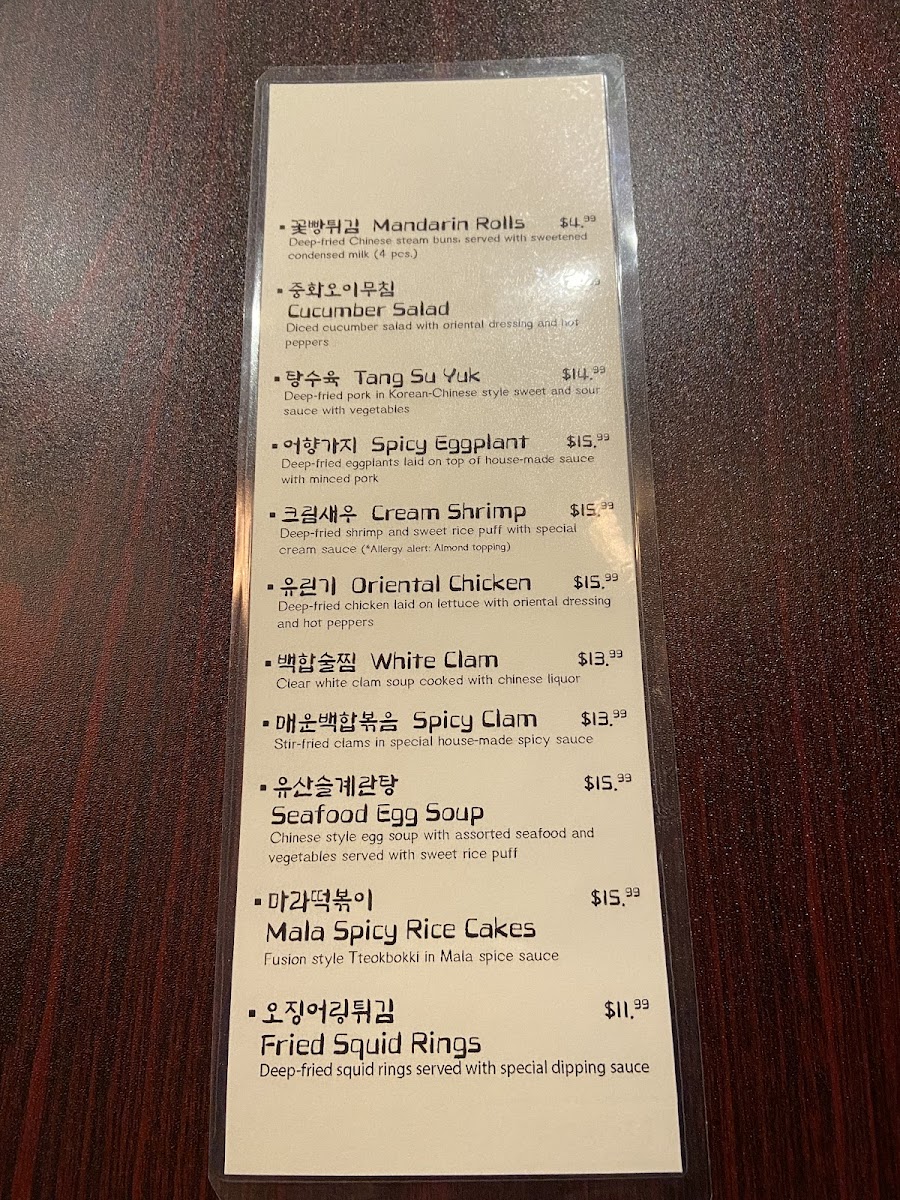 ▪ 꽃빵튀김 Mandarin Rolls $4.99
Deep-fried Chinese steam buns, served with sweetened
condensed milk (4 pcs.)
▪ 중화오이무침
Cucumber Salad
Diced cucumber salad with oriental dressing and hot
peppers
▪ 탕수육 Tang Su Yuk $14.99
Deep-fried pork in Korean-Chinese style sweet and sour
sauce with vegetables
▪ 어향가지 Spicy Eggplant $15.99
Deep-fried eggplants laid on top of house-made sauce
with minced pork
▪ 크림새우 Cream Shrimp $15.99
Deep-fried shrimp and sweet rice puff with special
cream sauce (*Allergy alert: Almond topping)
▪ 유린기 Oriental Chicken $15.99
Deep-fried chicken laid on lettuce with oriental dressing
and hot peppers
▪ 백합술찜 White Clam $13.99
Clear white clam soup cooked with chinese liquor
▪ 매운백합볶음 Spicy Clam $13.99
Stir-fried clams in special house-made spicy sauce
▪ 유산슬계란탕 $15.99
Seafood Egg Soup
Chinese style egg soup with assorted seafood and
vegetables served with sweet rice puff
▪ 마라떡볶이 $15.99
Mala Spicy Rice Cakes
Fusion style Tteokbokki in Mala spice sauce
▪ 오징어링튀김 $11.99
Fried Squid Rings
Deep-fried squid rings served with special dipping sauce